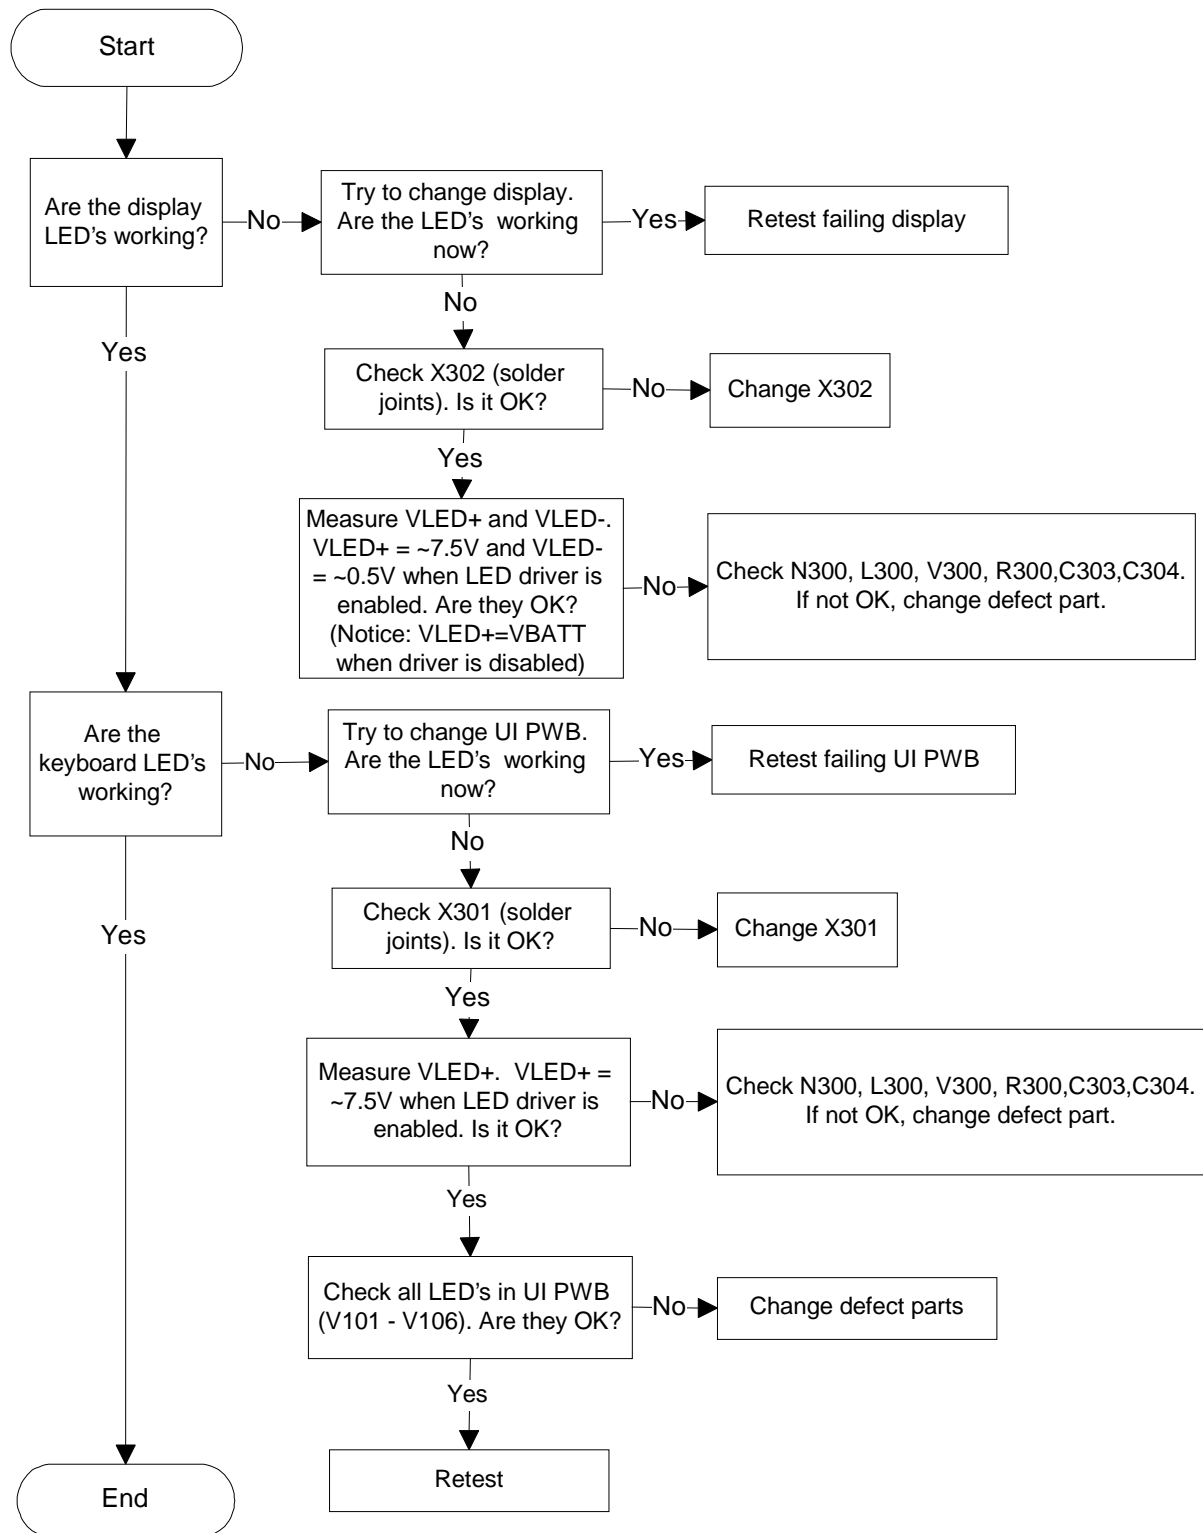 Start
Are the display
LED's working?
No
Try to change display.
Are the LED's  working
now?
Yes
Retest failing display
No
Yes
Check X302 (solder
joints). Is it OK?
No
Change X302
Yes
Measure VLED+ and VLED-.
VLED+ = ~7.5V and VLED-
= ~0.5V when LED driver is
enabled. Are they OK?
(Notice: VLED+=VBATT
when driver is disabled)
No
Check N300, L300, V300, R300,C303,C304.
If not OK, change defect part.
Are the
keyboard LED's
working?
No
Try to change UI PWB.
Are the LED's  working
now?
Yes
Retest failing UI PWB
No
Check X301 (solder
joints). Is it OK?
No
Change X301
Yes
Yes
Measure VLED+.  VLED+ =
~7.5V when LED driver is
enabled. Is it OK?
No
Check N300, L300, V300, R300,C303,C304.
If not OK, change defect part.
Yes
Check all LED's in UI PWB
(V101 - V106). Are they OK?
No
Change defect parts
Yes
Retest
End